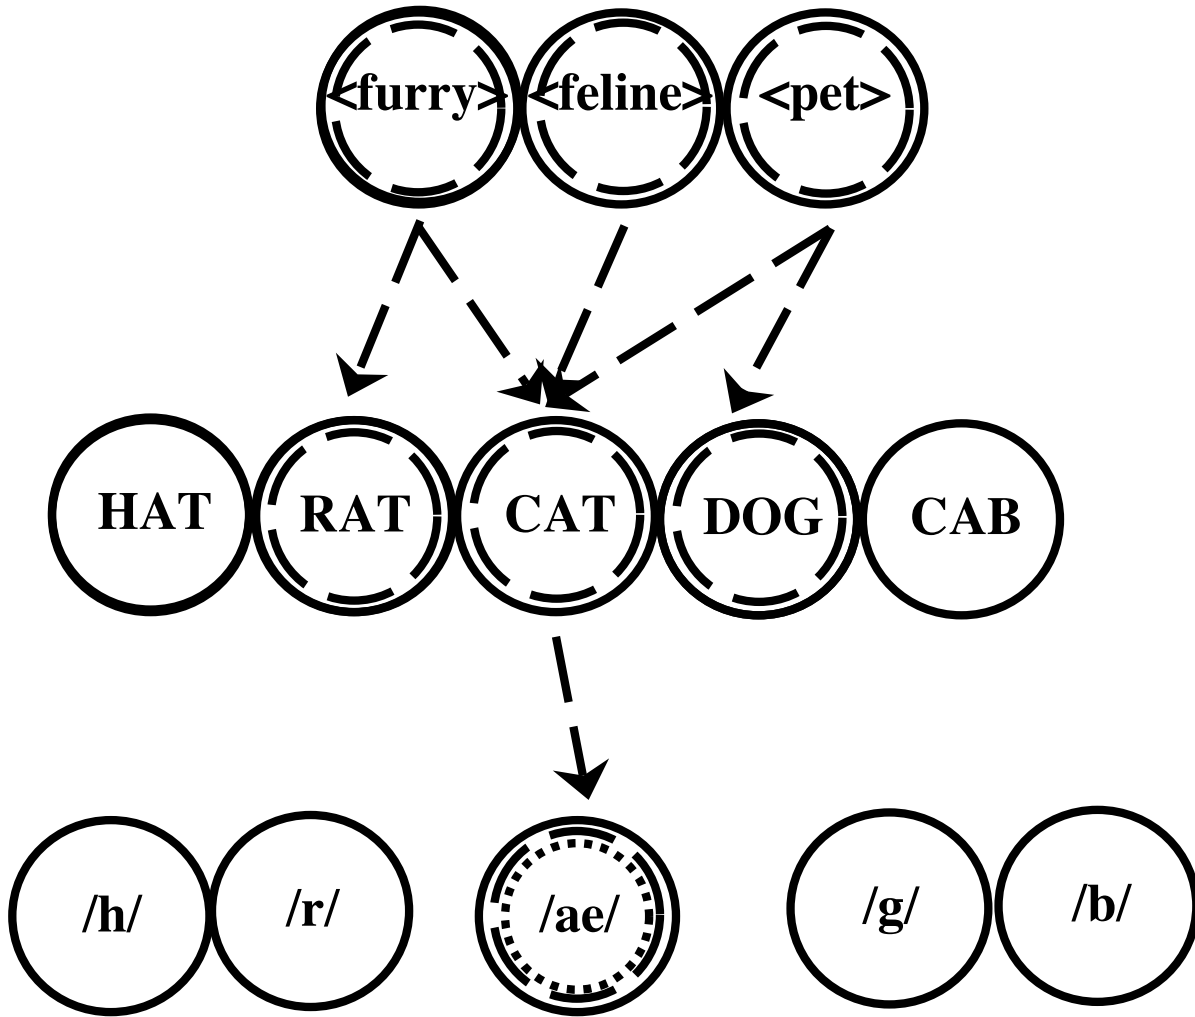 <furry> <feline> <pet>
HAT RAT CAT DOG CAB
/h/ /r/ /ae/ /g/ /b/